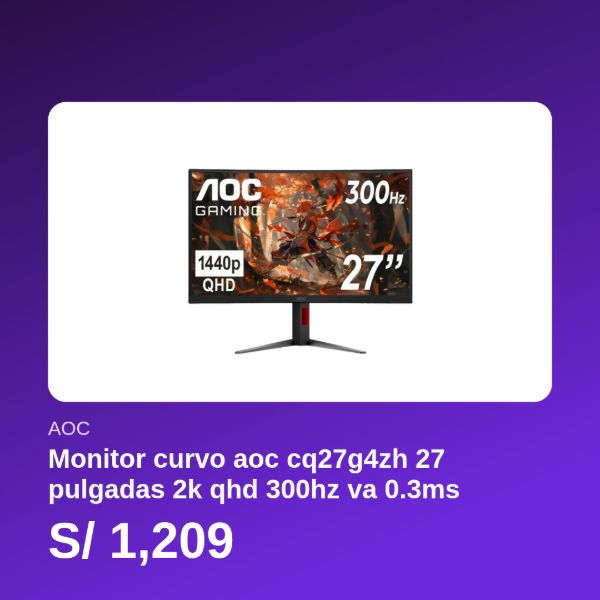 AOC
GAMING
300Hz
1440p
QHD
27”
AOC
Monitor curvo aoc cq27g4zh 27
pulgadas 2k qhd 300hz va 0.3ms
S/ 1,209